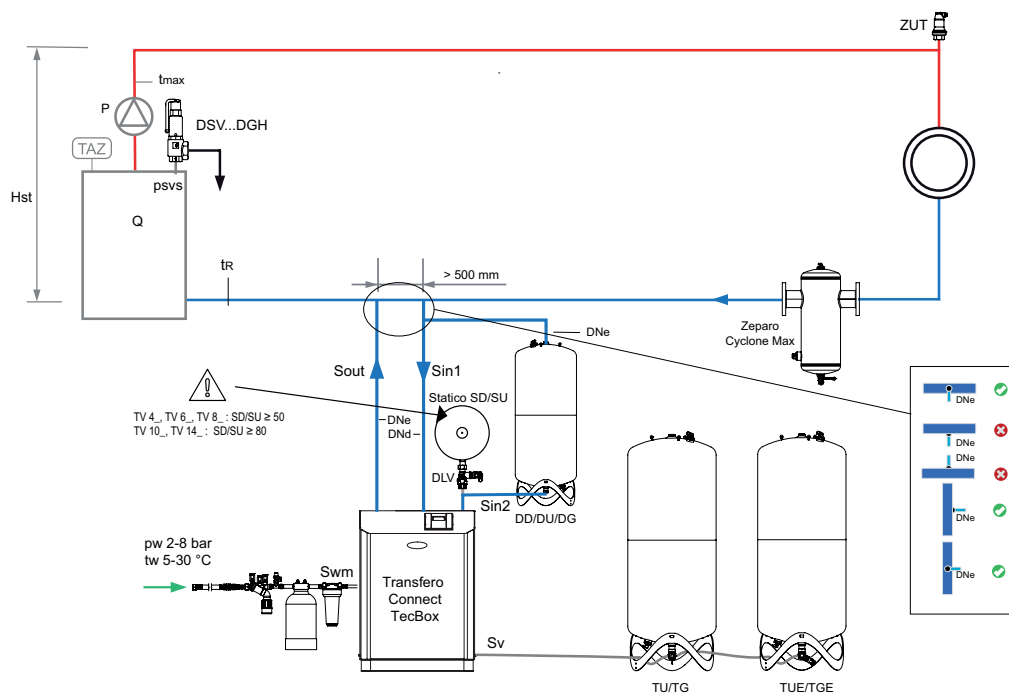 ZUT
tmax
P
DSV...DGH
TAZ
psvs
Hst
Q
tR
> 500 mm
DNe
Zeparo
Cyclone Max
Sout
Sin1
Statico SD/SU
TV 4_, TV 6_, TV 8_ : SD/SU ≥ 50
TV 10_, TV 14_ : SD/SU ≥ 80
DNe
DNd
DLV
Sin2
DD/DU/DG
DNe
DNe
DNe
DNe
DNe
pw 2-8 bar
tw 5-30 °C
Swm
Transfero
Connect
TecBox
Sv
TU/TG
TUE/TGE